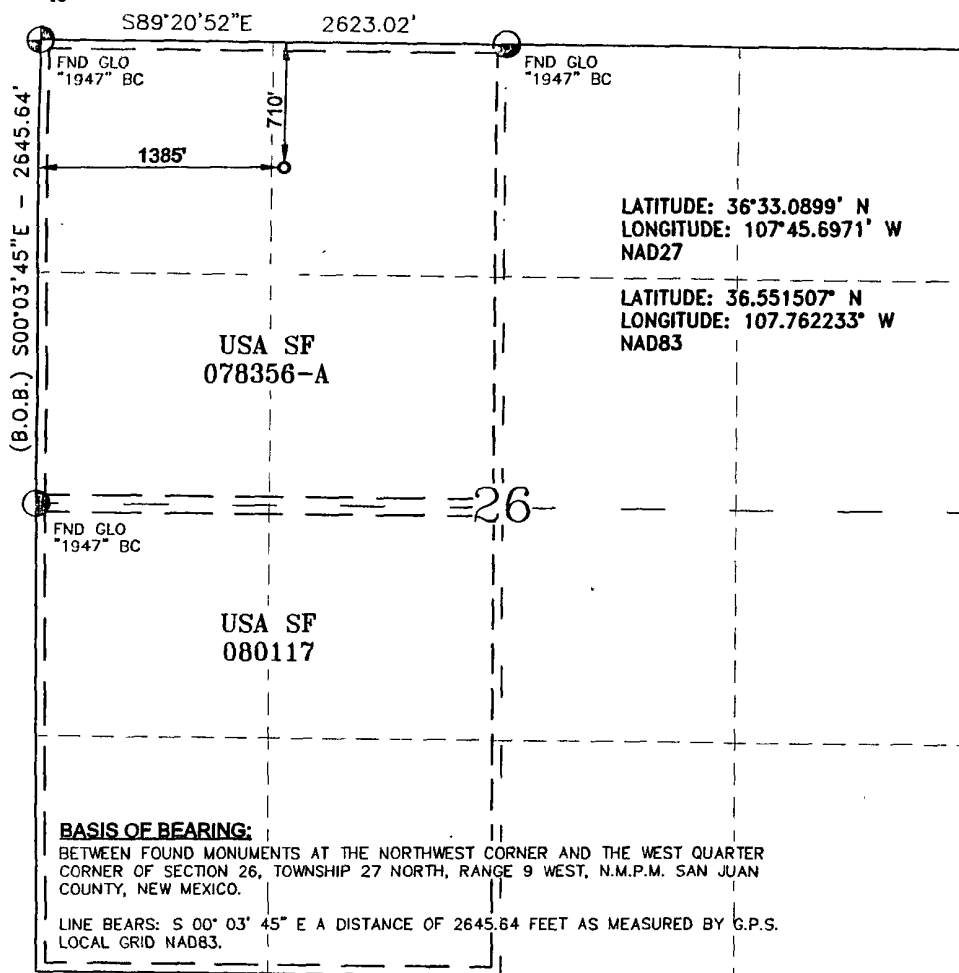 S89°20'52"E 2623.02'
FND GLO
"1947" BC
FND GLO
"1947" BC
710'
1385'
(B.O.B.) S00°03'45"E - 2645.64'
LATITUDE: 36°33.0899' N
LONGITUDE: 107°45.6971' W
NAD27
LATITUDE: 36.551507° N
LONGITUDE: 107.762233° W
NAD83
USA SF
078356-A
26
FND GLO
"1947" BC
USA SF
080117
BASIS OF BEARING:
BETWEEN FOUND MONUMENTS AT THE NORTHWEST CORNER AND THE WEST QUARTER
CORNER OF SECTION 26, TOWNSHIP 27 NORTH, RANGE 9 WEST, N.M.P.M. SAN JUAN
COUNTY, NEW MEXICO.
LINE BEARS: S 00° 03' 45" E A DISTANCE OF 2645.64 FEET AS MEASURED BY G.P.S.
LOCAL GRID NAD83.